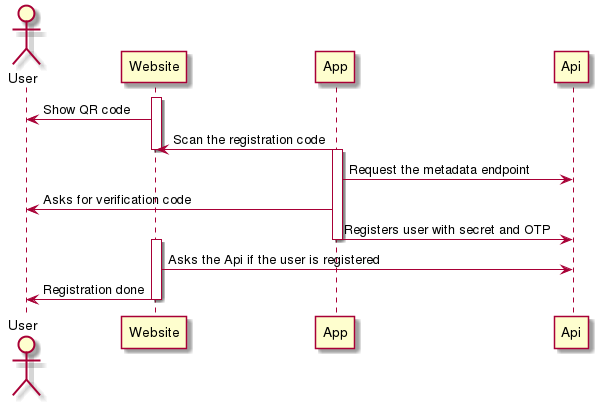 User
Website
App
Api
Show QR code
Scan the registration code
Request the metadata endpoint
Asks for verification code
Registers user with secret and OTP
Asks the Api if the user is registered
Registration done
User
Website
App
Api